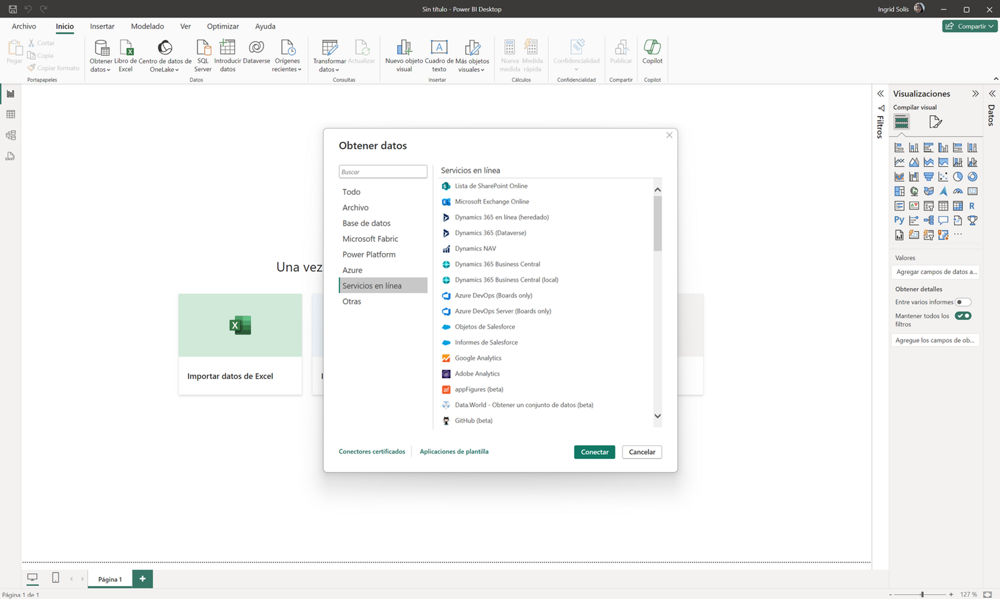 Sin título - Power BI Desktop
Ingrid Solís
Archivo
Inicio
Insertar
Modelado
Ver
Optimizar
Ayuda
Compartir
Pegar
Cortar
Copia
Copiar formato
Portapapeles
Obtener
datos
Libro de
Excel
Centro de datos de
OneLake
SQL
Server
Introducir
datos
Dataverse
Orígenes
recientes
Datos
Transformar
datos
Actualizar
Consultas
Nuevo objeto
visual
Cuadro de
texto
Más objetos
visuales
Insertar
Nueva
medida
Medida
rápida
Cálculos
Confidencialidad
Confidencialidad
Publicar
Compartir
Copilot
Copilot
Filtros
Visualizaciones
Compilar visual
Datos
123
R
Py
Valores
Agregar campos de datos a...
Obtener detalles
Entre varios informes
Mantener todos los
filtros
Agregue los campos de ob...
DAX
Una vez
Importar datos de Excel
Obtener datos
Buscar
Todo
Archivo
Base de datos
Microsoft Fabric
Power Platform
Azure
Servicios en línea
Otras
Servicios en línea
Lista de SharePoint Online
Microsoft Exchange Online
Dynamics 365 en línea (heredado)
Dynamics 365 (Dataverse)
Dynamics NAV
Dynamics 365 Business Central
Dynamics 365 Business Central (local)
Azure DevOps (Boards only)
Azure DevOps Server (Boards only)
Objetos de Salesforce
Informes de Salesforce
Google Analytics
Adobe Analytics
appFigures (beta)
Data.World - Obtener un conjunto de datos (beta)
GitHub (beta)
Conectores certificados
Aplicaciones de plantilla
Conectar
Cancelar
Página 1
Página 1 de 1
127 %